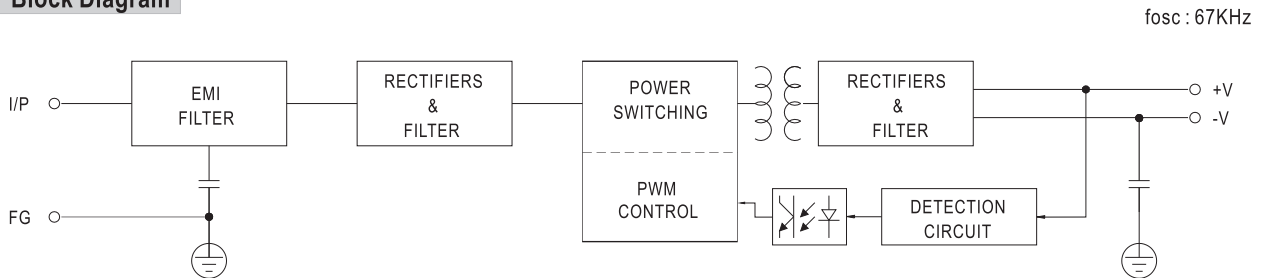 Block Diagram
fosc : 67KHz
I/P
EMI
FILTER
RECTIFIERS
&
FILTER
POWER
SWITCHING
RECTIFIERS
&
FILTER
+V
-V
PWM
CONTROL
DETECTION
CIRCUIT
FG